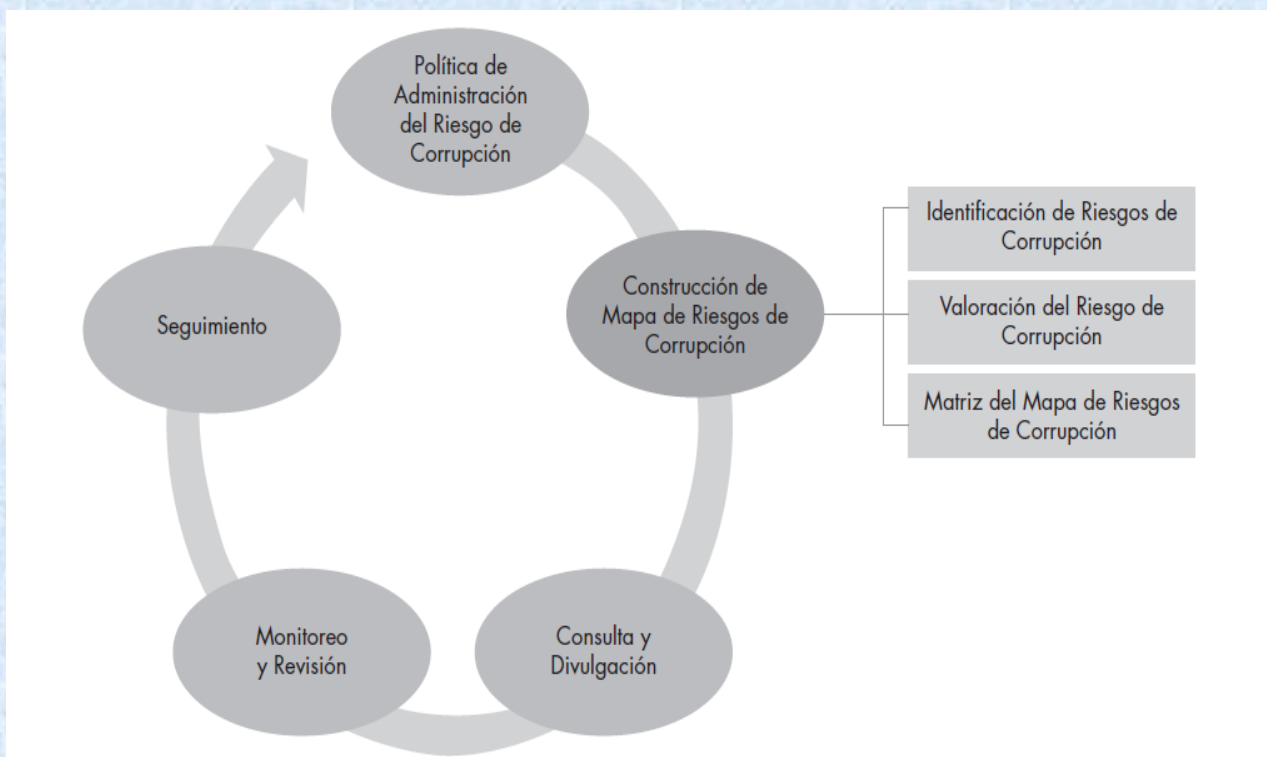 Política de
Administración
del Riesgo de
Corrupción
Construcción de
Mapa de Riesgos de
Corrupción
Identificación de Riesgos de
Corrupción
Valoración del Riesgo de
Corrupción
Matriz del Mapa de Riesgos
de Corrupción
Consulta y
Divulgación
Monitoreo
y Revisión
Seguimiento